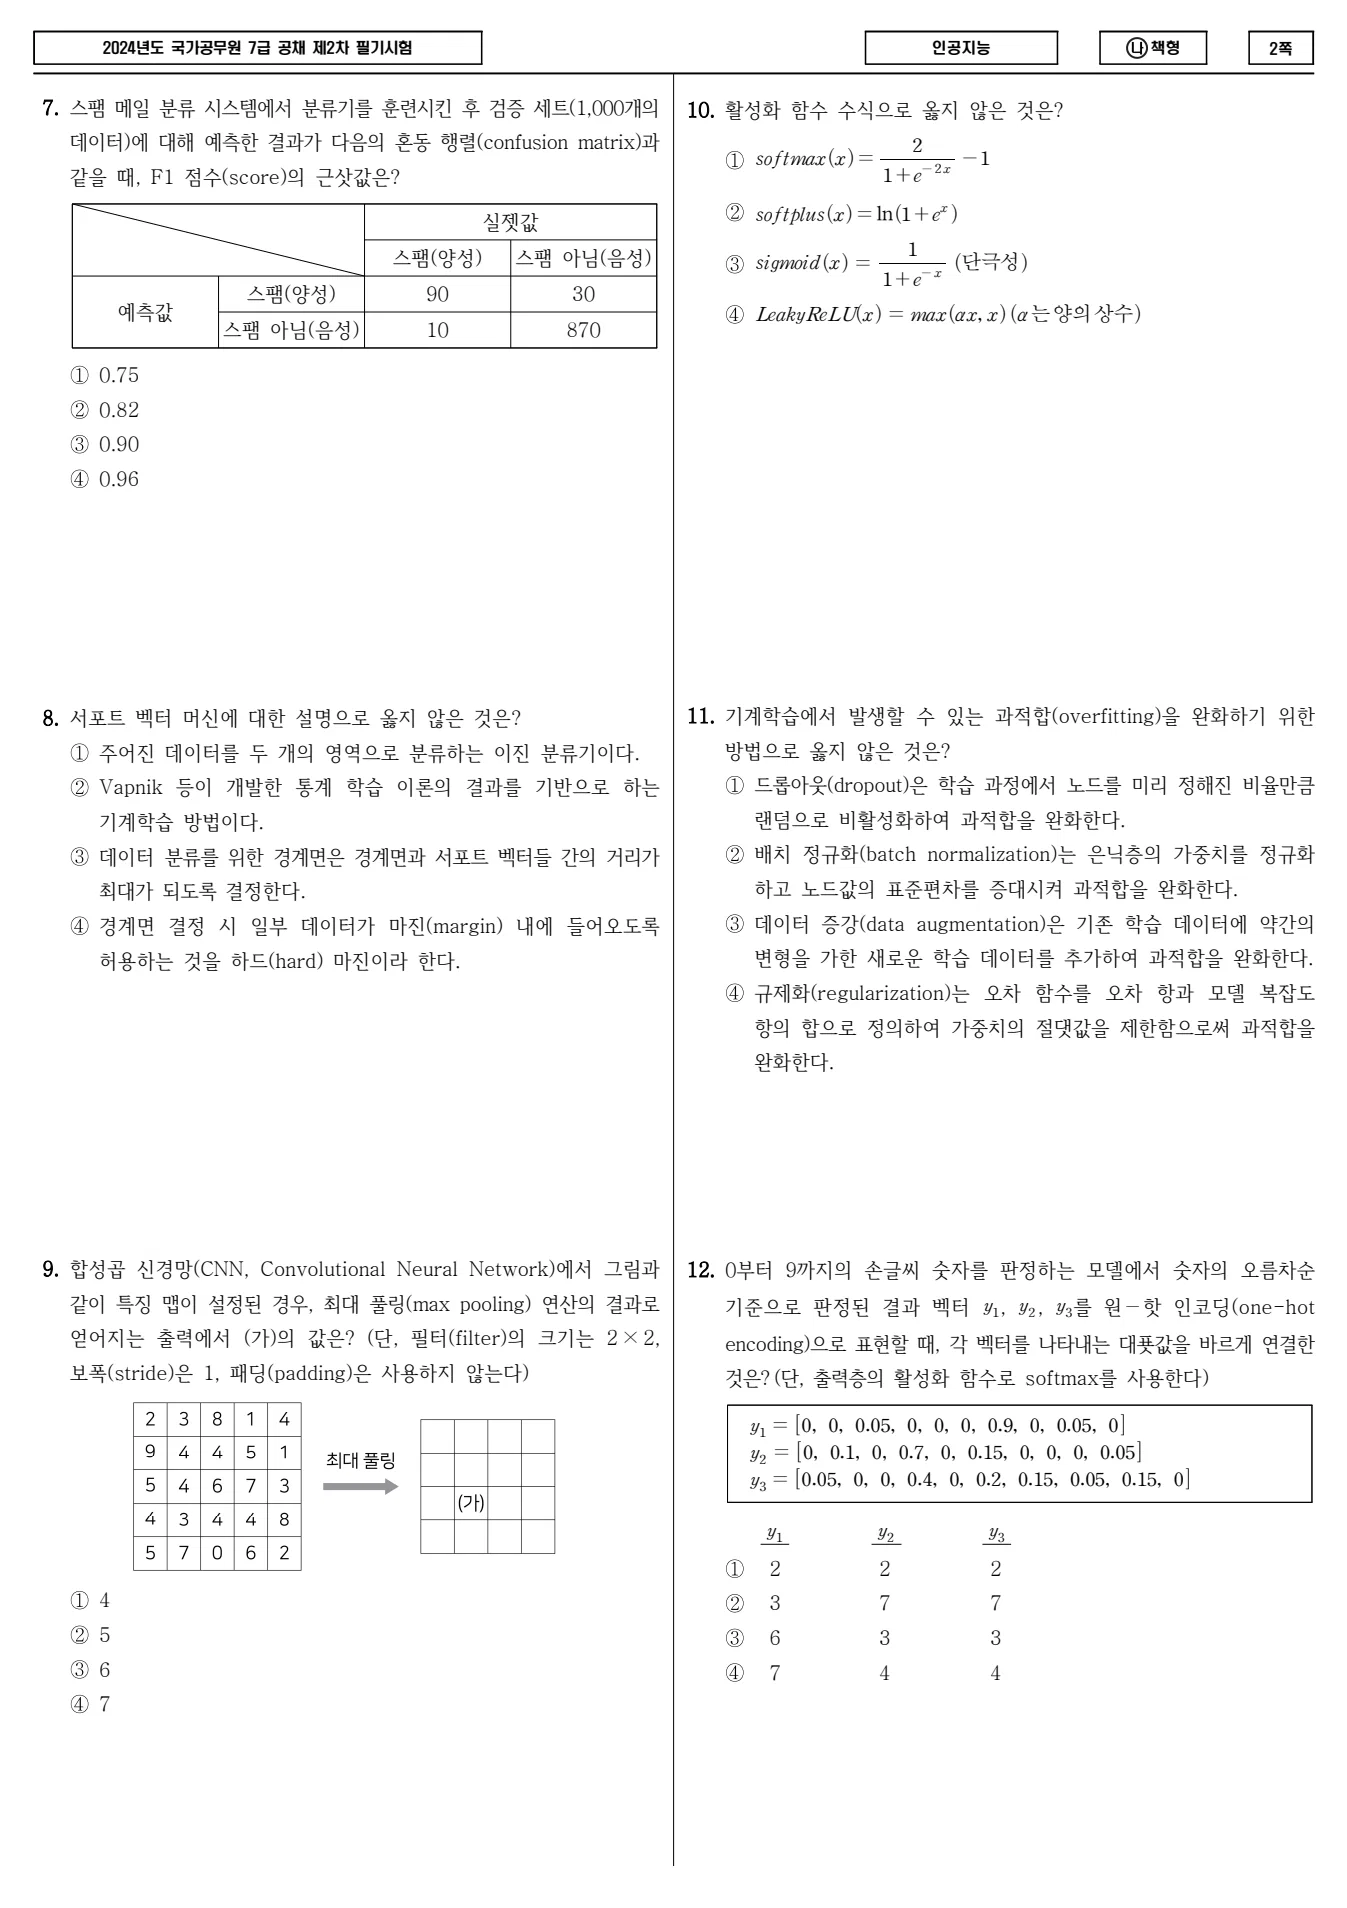 2024년도 국가공무원 7급 공채 제2차 필기시험
인공지능
㉯책형
2쪽
7. 스팸 메일 분류 시스템에서 분류기를 훈련시킨 후 검증 세트(1,000개의
데이터)에 대해 예측한 결과가 다음의 혼동 행렬(confusion matrix)과
같을 때, F1 점수(score)의 근삿값은?
실젯값
스팸(양성) 스팸 아님(음성)
예측값
스팸(양성) 90 30
스팸 아님(음성) 10 870
① 0.75
② 0.82
③ 0.90
④ 0.96
8. 서포트 벡터 머신에 대한 설명으로 옳지 않은 것은?
① 주어진 데이터를 두 개의 영역으로 분류하는 이진 분류기이다.
② Vapnik 등이 개발한 통계 학습 이론의 결과를 기반으로 하는
기계학습 방법이다.
③ 데이터 분류를 위한 경계면은 경계면과 서포트 벡터들 간의 거리가
최대가 되도록 결정한다.
④ 경계면 결정 시 일부 데이터가 마진(margin) 내에 들어오도록
허용하는 것을 하드(hard) 마진이라 한다.
9. 합성곱 신경망(CNN, Convolutional Neural Network)에서 그림과
같이 특징 맵이 설정된 경우, 최대 풀링(max pooling) 연산의 결과로
얻어지는 출력에서 (가)의 값은? (단, 필터(filter)의 크기는 2×2,
보폭(stride)은 1, 패딩(padding)은 사용하지 않는다)
2 3 8 1 4
9 4 4 5 1
5 4 6 7 3
4 3 4 4 8
5 7 0 6 2
최대 풀링
(가)
① 4
② 5
③ 6
④ 7
10. 활성화 함수 수식으로 옳지 않은 것은?
① softmax(x) = 2/(1+e^{-2x}) - 1
② softplus(x) = ln(1+e^x)
③ sigmoid(x) = 1/(1+e^{-x}) (단극성)
④ LeakyReLU(x) = max(αx, x) (α는 양의 상수)
11. 기계학습에서 발생할 수 있는 과적합(overfitting)을 완화하기 위한
방법으로 옳지 않은 것은?
① 드롭아웃(dropout)은 학습 과정에서 노드를 미리 정해진 비율만큼
랜덤으로 비활성화하여 과적합을 완화한다.
② 배치 정규화(batch normalization)는 은닉층의 가중치를 정규화
하고 노드값의 표준편차를 증대시켜 과적합을 완화한다.
③ 데이터 증강(data augmentation)은 기존 학습 데이터에 약간의
변형을 가한 새로운 학습 데이터를 추가하여 과적합을 완화한다.
④ 규제화(regularization)는 오차 함수를 오차 항과 모델 복잡도
항의 합으로 정의하여 가중치의 절댓값을 제한함으로써 과적합을
완화한다.
12. 0부터 9까지의 손글씨 숫자를 판정하는 모델에서 숫자의 오름차순
기준으로 판정된 결과 벡터 y₁, y₂, y₃를 원-핫 인코딩(one-hot
encoding)으로 표현할 때, 각 벡터를 나타내는 대푯값을 바르게 연결한
것은? (단, 출력층의 활성화 함수로 softmax를 사용한다)
y₁ = [0, 0, 0.05, 0, 0, 0, 0.9, 0, 0.05, 0]
y₂ = [0, 0.1, 0, 0.7, 0, 0.15, 0, 0, 0, 0.05]
y₃ = [0.05, 0, 0, 0.4, 0, 0.2, 0.15, 0.05, 0.15, 0]
y₁ y₂ y₃
① 2 2 2
② 3 7 7
③ 6 3 3
④ 7 4 4